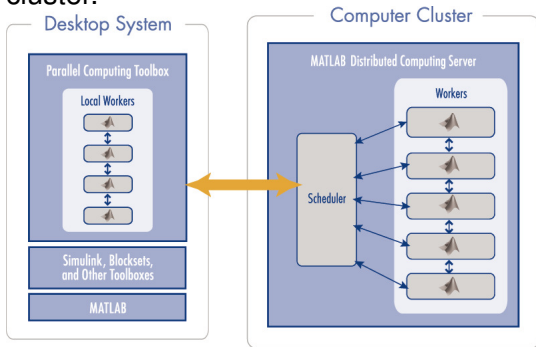 cluster.
Desktop System
Parallel Computing Toolbox
Local Workers
Simulink, Blocksets,
and Other Toolboxes
MATLAB
Computer Cluster
MATLAB Distributed Computing Server
Scheduler
Workers